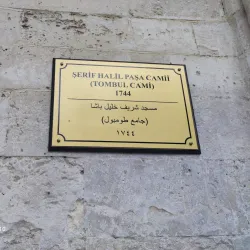 ŞERİF HALİL PAŞA CAMİİ
(TOMBUL CAMİ)
1744
مسجد شريف خليل باشا
(جامع طومبول)
١٧٤٤